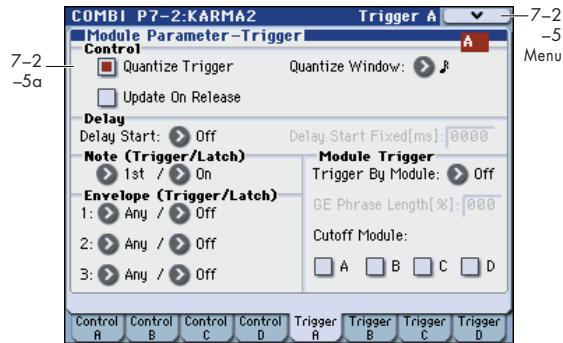 COMBI P7-2:KARMA2 Trigger A
7-2
-5
Menu
Module Parameter-Trigger
A
7-2
-5a
Control
Quantize Trigger Quantize Window:
Update On Release
Delay
Delay Start: Off Delay Start Fixed[ms]: 0000
Note (Trigger/Latch) Module Trigger
1st / On Trigger By Module: Off
Envelope (Trigger/Latch) GE Phrase Length[%]: 000
1: Any / Off
Cutoff Module:
2: Any / Off
A B C D
3: Any / Off
Control A Control B Control C Control D Trigger A Trigger B Trigger C Trigger D